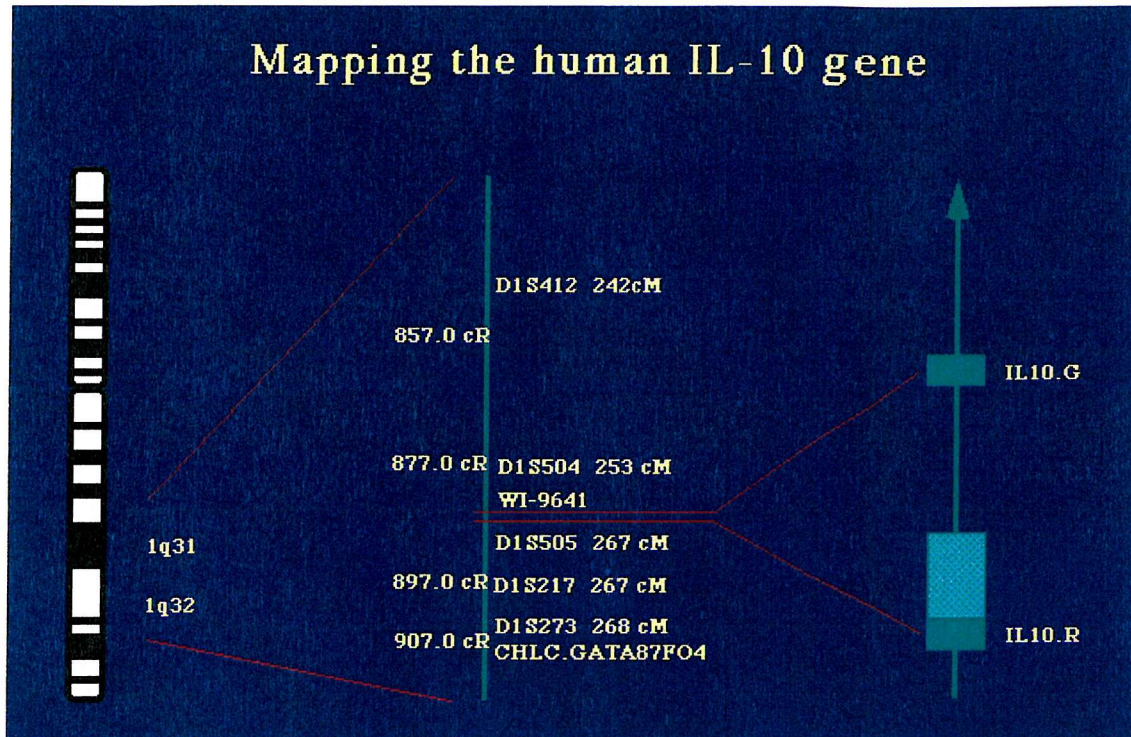 Mapping the human IL-10 gene
1q31
1q32
857.0 cR
877.0 cR
897.0 cR
907.0 cR
D1S412 242cM
D1S504 253 cM
WI-9641
D1S505 267 cM
D1S217 267 cM
D1S273 268 cM
CHLC.GATA87FO4
IL10.G
IL10.R